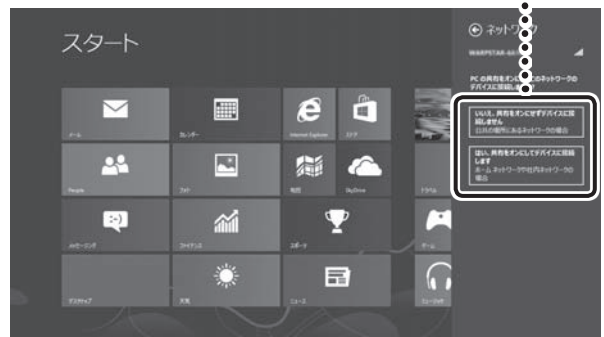 スタート
ネットワーク
PC の共有をオンに
このネットワークの
デバイスに接続しますか?
いいえ、共有をオンにせずデバイスに接
続しません
公共の場所にあるネットワークの場合
はい、共有をオンにしてデバイスに接続
します
ホーム ネットワークや社内ネットワークの
場合
メール
カレンダー
Internet Explorer
ストア
People
フォト
地図
SkyDrive
トラベル
メッセージング
ファイナンス
スポーツ
ゲーム
デスクトップ
天気
ニュース
ミュージック